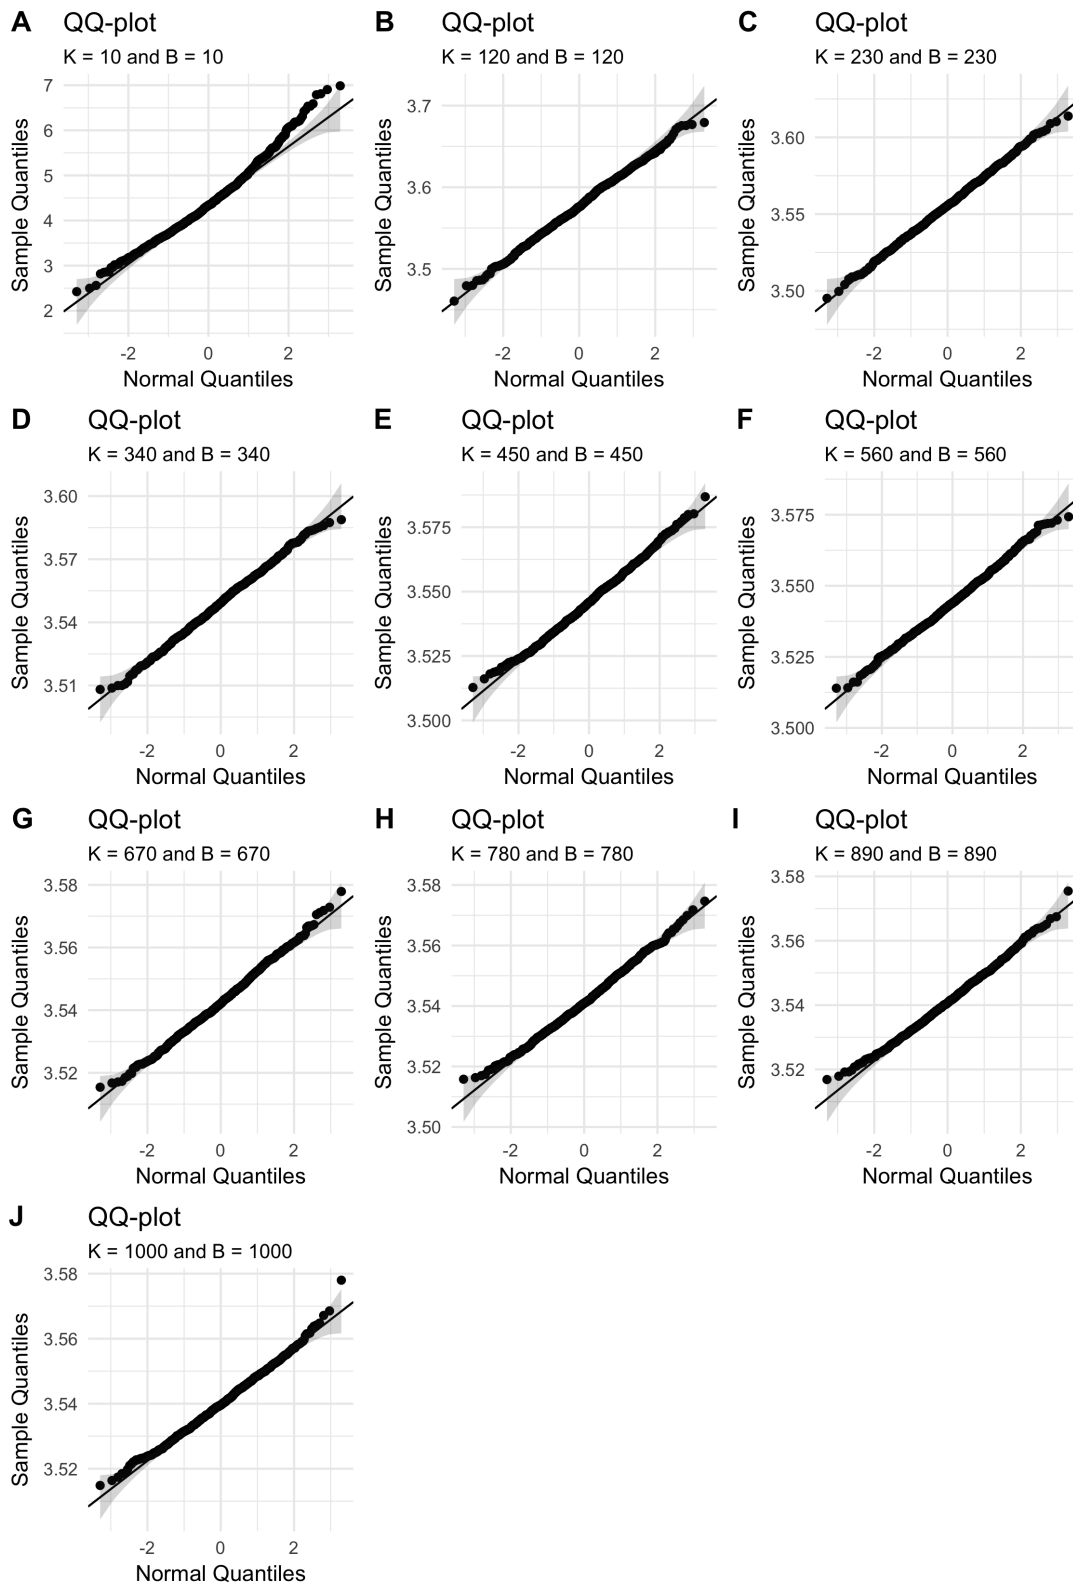 A QQ-plot
K = 10 and B = 10
7
6
5
4
3
2
-2 0 2
Normal Quantiles
Sample Quantiles
B QQ-plot
K = 120 and B = 120
3.7
3.6
3.5
-2 0 2
Normal Quantiles
Sample Quantiles
C QQ-plot
K = 230 and B = 230
3.60
3.55
3.50
-2 0 2
Normal Quantiles
Sample Quantiles
D QQ-plot
K = 340 and B = 340
3.60
3.57
3.54
3.51
-2 0 2
Normal Quantiles
Sample Quantiles
E QQ-plot
K = 450 and B = 450
3.575
3.550
3.525
3.500
-2 0 2
Normal Quantiles
Sample Quantiles
F QQ-plot
K = 560 and B = 560
3.575
3.550
3.525
3.500
-2 0 2
Normal Quantiles
Sample Quantiles
G QQ-plot
K = 670 and B = 670
3.58
3.56
3.54
3.52
-2 0 2
Normal Quantiles
Sample Quantiles
H QQ-plot
K = 780 and B = 780
3.58
3.56
3.54
3.52
3.50
-2 0 2
Normal Quantiles
Sample Quantiles
I QQ-plot
K = 890 and B = 890
3.58
3.56
3.54
3.52
-2 0 2
Normal Quantiles
Sample Quantiles
J QQ-plot
K = 1000 and B = 1000
3.58
3.56
3.54
3.52
-2 0 2
Normal Quantiles
Sample Quantiles